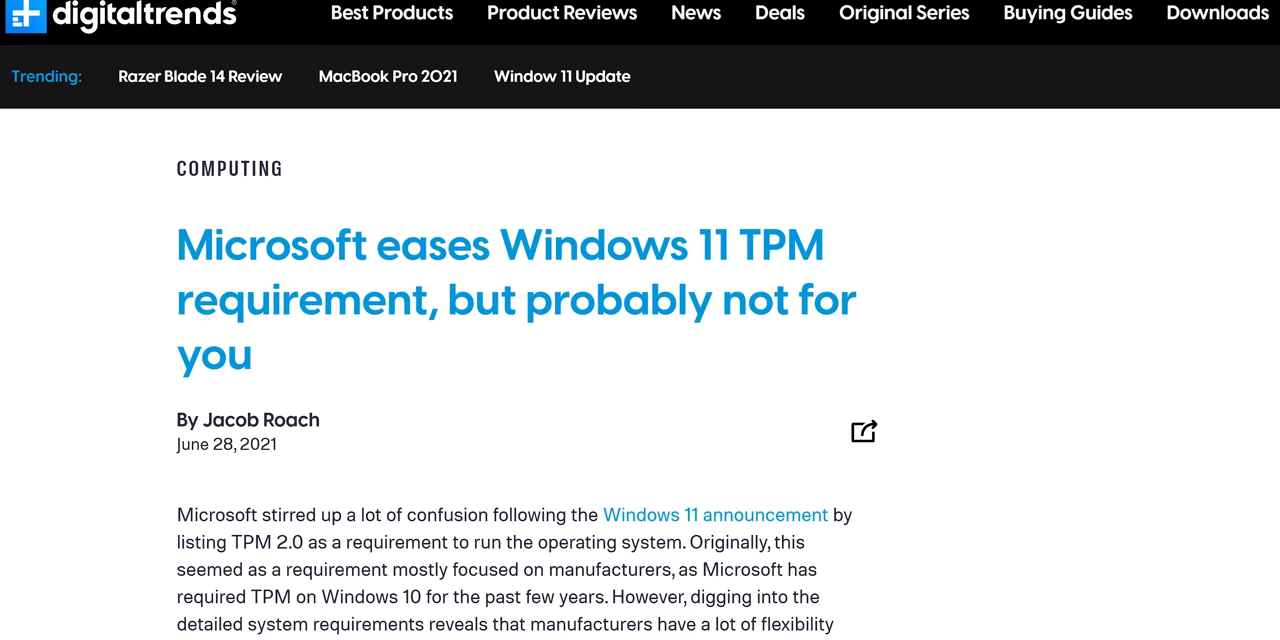 digitaltrends Best Products Product Reviews News Deals Original Series Buying Guides Downloads
Trending: Razer Blade 14 Review MacBook Pro 2021 Window 11 Update
COMPUTING
Microsoft eases Windows 11 TPM
requirement, but probably not for
you
By Jacob Roach
June 28, 2021
Microsoft stirred up a lot of confusion following the Windows 11 announcement by
listing TPM 2.0 as a requirement to run the operating system. Originally, this
seemed as a requirement mostly focused on manufacturers, as Microsoft has
required TPM on Windows 10 for the past few years. However, digging into the
detailed system requirements reveals that manufacturers have a lot of flexibility